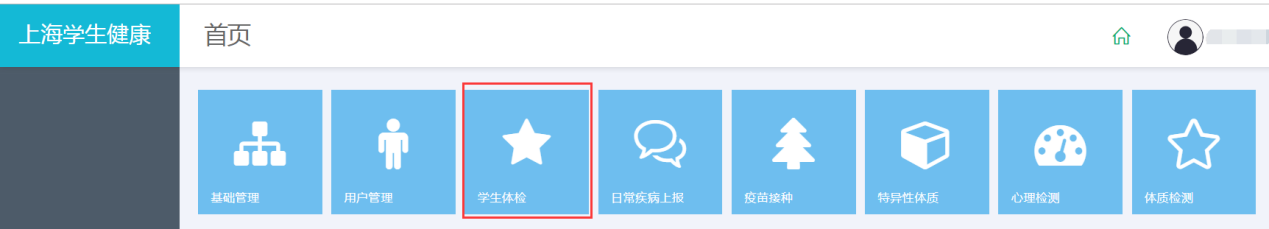 上海学生健康
首页
基础管理
用户管理
学生体检
日常疾病上报
疫苗接种
特异性体质
心理检测
体质检测